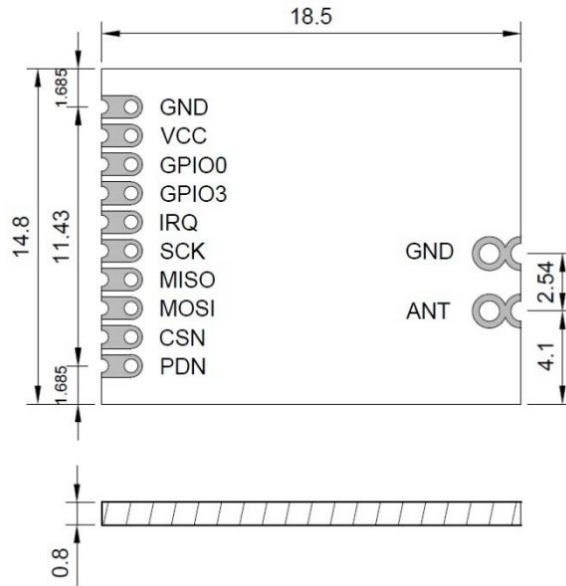 18.5
1.685
14.8
11.43
1.685
GND
VCC
GPIO0
GPIO3
IRQ
SCK
MISO
MOSI
CSN
PDN
GND
ANT
2.54
4.1
0.8